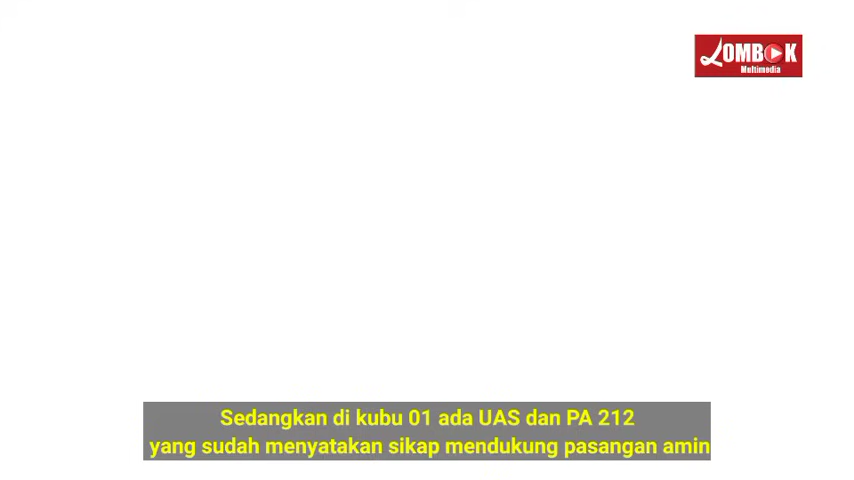 LOMBOK
Multimedia
Sedangkan di kubu 01 ada UAS dan PA 212
yang sudah menyatakan sikap mendukung pasangan amin